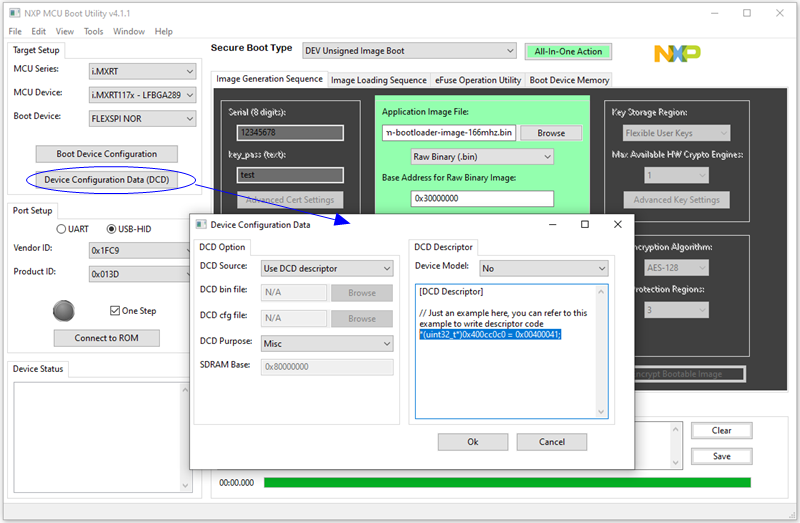 NXP MCU Boot Utility v4.1.1
File Edit View Tools Window Help
Target Setup
MCU Series: i.MXRT
MCU Device: i.MXRT117x - LFBGA289
Boot Device: FLEXSPI NOR
Boot Device Configuration
Device Configuration Data (DCD)
Port Setup
UART USB-HID
Vendor ID: 0x1FC9
Product ID: 0x013D
One Step
Connect to ROM
Device Status
Secure Boot Type DEV Unsigned Image Boot All-In-One Action
NXP
Image Generation Sequence Image Loading Sequence eFuse Operation Utility Boot Device Memory
Serial (8 digits):
12345678
key_pass (text):
test
Advanced Cert Settings
Application Image File:
n-bootloader-image-166mhz.bin Browse
Raw Binary (.bin)
Base Address for Raw Binary Image:
0x30000000
Key Storage Region:
Flexible User Keys
Max Available HW Crypto Engines:
1
Advanced Key Settings
ncryption Algorithm:
AES-128
rotection Regions:
3
ncrypt Bootable Image
Device Configuration Data
DCD Option
DCD Source: Use DCD descriptor
DCD bin file: N/A Browse
DCD cfg file: N/A Browse
DCD Purpose: Misc
SDRAM Base: 0x80000000
DCD Descriptor
Device Model: No
[DCD Descriptor]
// Just an example here, you can refer to this
example to write descriptor code
*(uint32_t*)0x400cc0c0 = 0x00400041;
Ok Cancel
Clear
Save
00:00.000